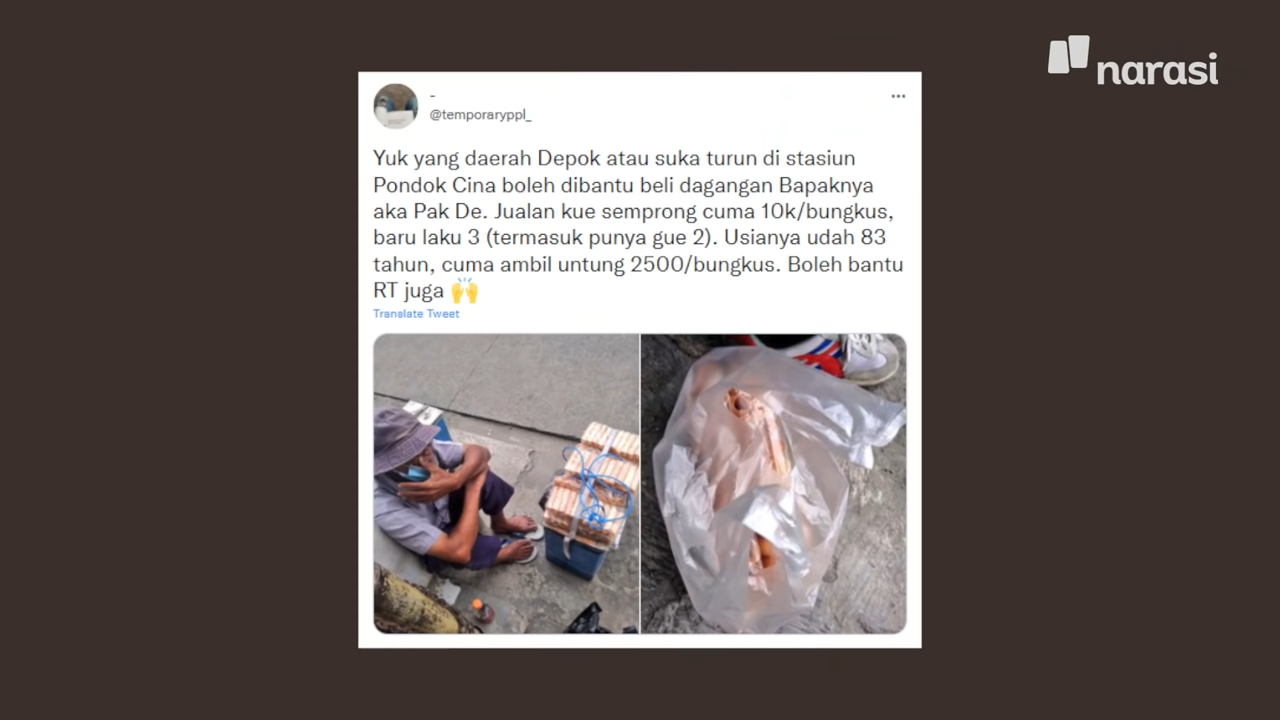 narasi
-
@temporaryppl_
Yuk yang daerah Depok atau suka turun di stasiun
Pondok Cina boleh dibantu beli dagangan Bapaknya
aka Pak De. Jualan kue semprong cuma 10k/bungkus,
baru laku 3 (termasuk punya gue 2). Usianya udah 83
tahun, cuma ambil untung 2500/bungkus. Boleh bantu
RT juga 🙌
Translate Tweet